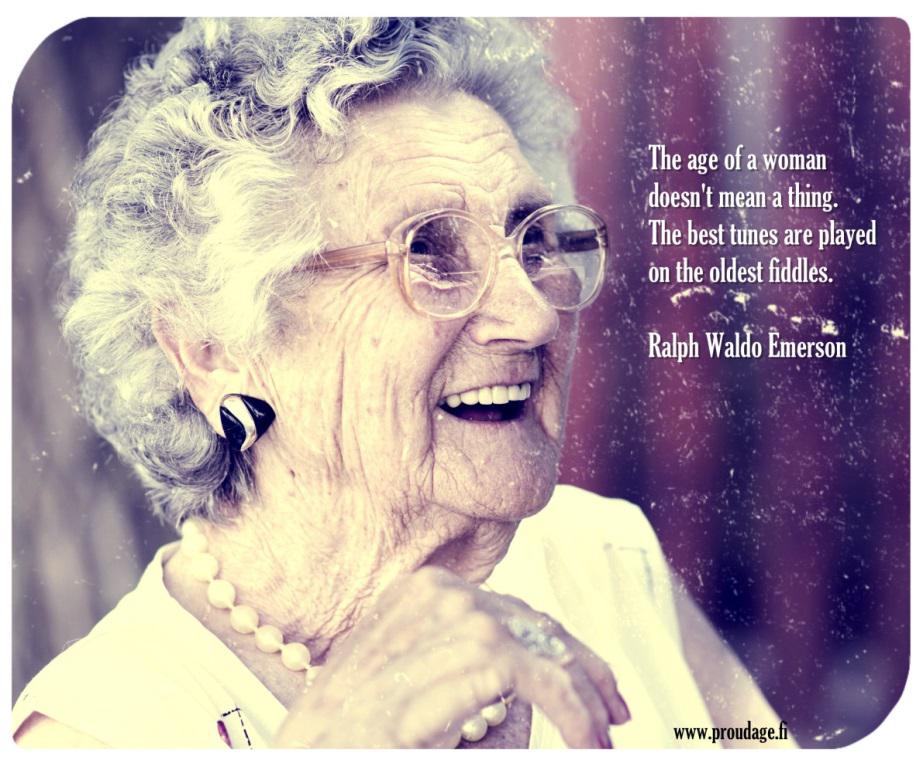 The age of a woman
doesn't mean a thing.
The best tunes are played
on the oldest fiddles.
Ralph Waldo Emerson
www.proudage.fi